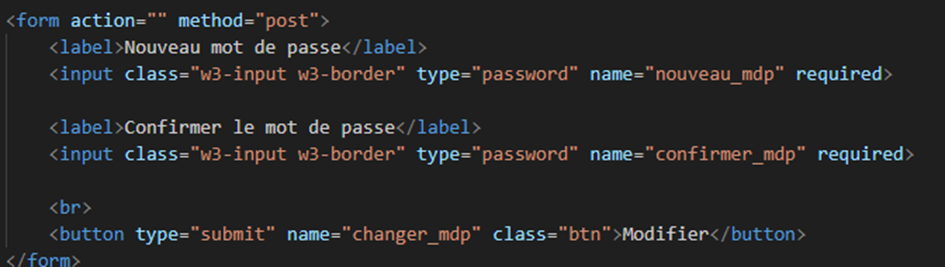 <form action="" method="post">
    <label>Nouveau mot de passe</label>
    <input class="w3-input w3-border" type="password" name="nouveau_mdp" required>

    <label>Confirmer le mot de passe</label>
    <input class="w3-input w3-border" type="password" name="confirmer_mdp" required>

    <br>
    <button type="submit" name="changer_mdp" class="btn">Modifier</button>
</form>